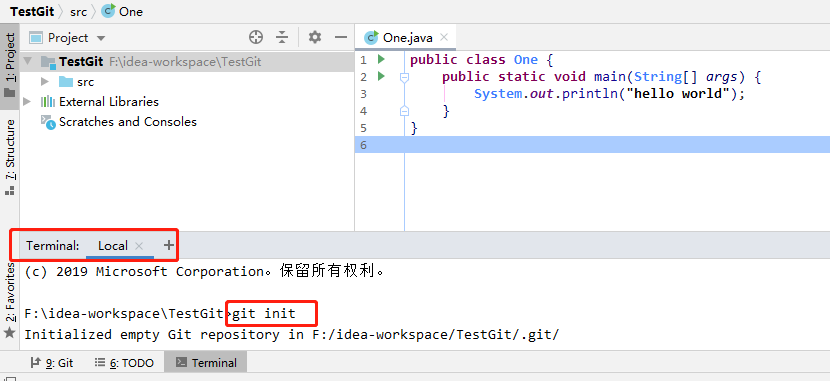 TestGit 〉 src 〉 One
Project
One.java
1: Project
7: Structure
2: Favorites
TestGit F:\idea-workspace\TestGit
src
External Libraries
Scratches and Consoles
1 public class One {
2 public static void main(String[] args) {
3 System.out.println("hello world");
4 }
5 }
6
Terminal: Local × +
(c) 2019 Microsoft Corporation。保留所有权利。
F:\idea-workspace\TestGit>git init
Initialized empty Git repository in F:/idea-workspace/TestGit/.git/
9: Git 6: TODO Terminal